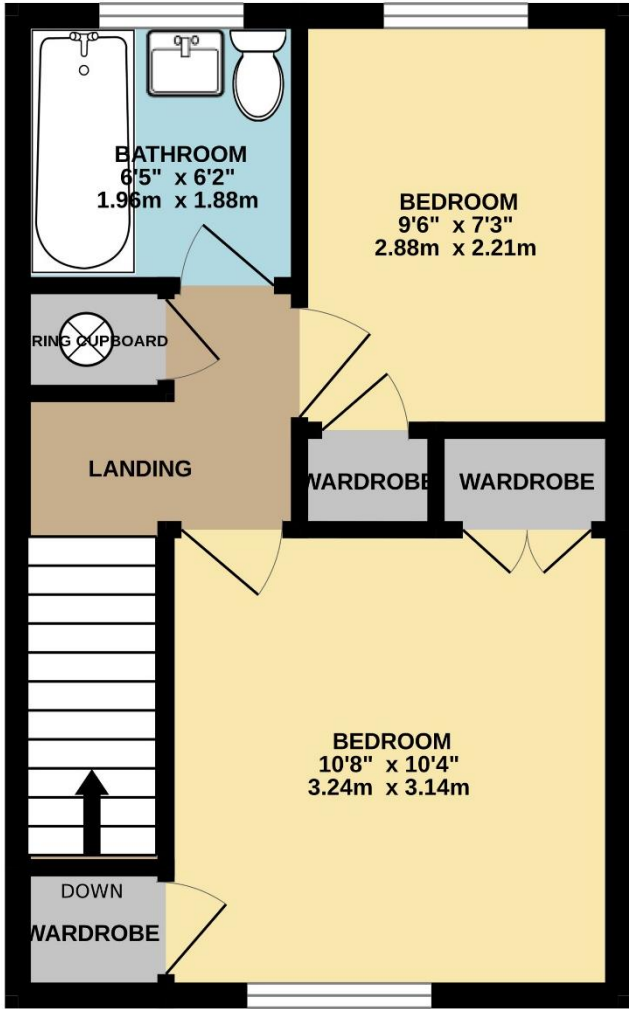 BATHROOM
6'5" x 6'2"
1.96m x 1.88m
BEDROOM
9'6" x 7'3"
2.88m x 2.21m
RING CUPBOARD
LANDING
WARDROBE
WARDROBE
BEDROOM
10'8" x 10'4"
3.24m x 3.14m
DOWN
WARDROBE